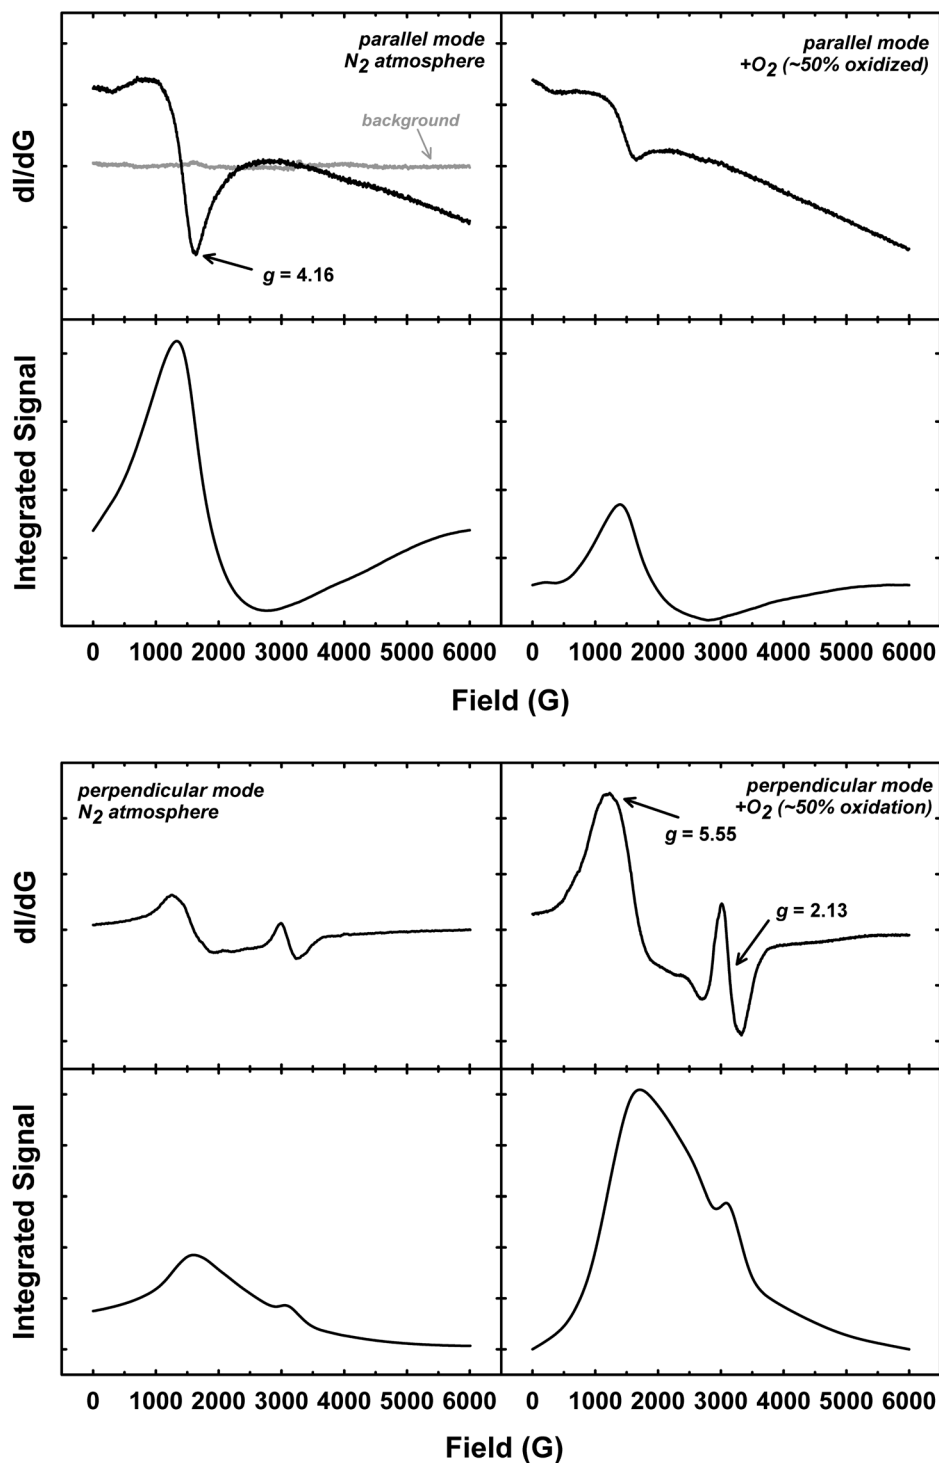 parallel mode
N2 atmosphere
parallel mode
+O2 (~50% oxidized)
background
dI/dG
g = 4.16
Integrated Signal
0 1000 2000 3000 4000 5000 6000
0 1000 2000 3000 4000 5000 6000
Field (G)
perpendicular mode
N2 atmosphere
perpendicular mode
+O2 (~50% oxidation)
g = 5.55
dI/dG
g = 2.13
Integrated Signal
0 1000 2000 3000 4000 5000 6000
0 1000 2000 3000 4000 5000 6000
Field (G)